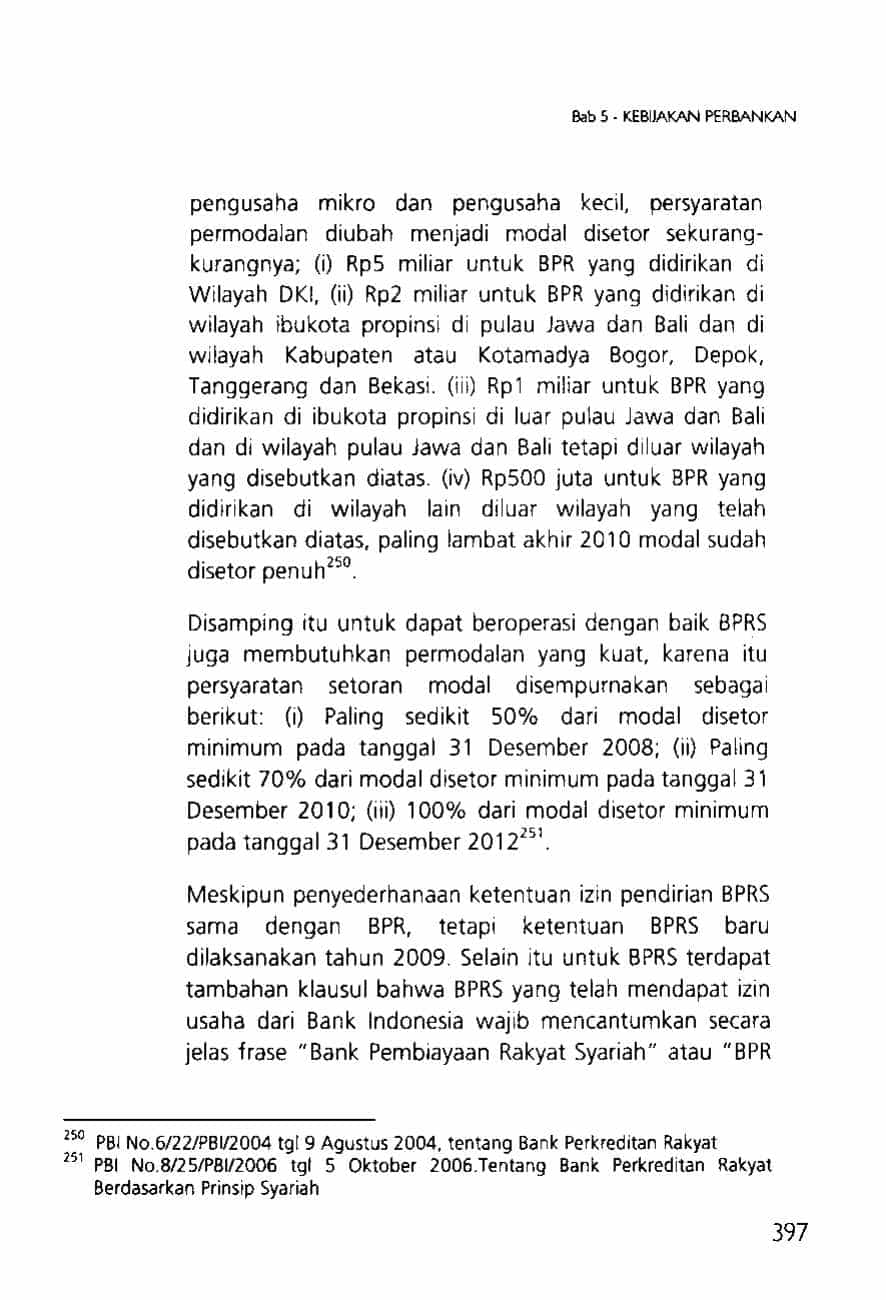 Bab 5 - KEBIJAKAN PERBANKAN
pengusaha mikro dan pengusaha kecil, persyaratan
permodalan diubah menjadi modal disetor sekurang-
kurangnya; (i) Rp5 miliar untuk BPR yang didirikan di
Wilayah DKI, (ii) Rp2 miliar untuk BPR yang didirikan di
wilayah ibukota propinsi di pulau Jawa dan Bali dan di
wilayah Kabupaten atau Kotamadya Bogor, Depok,
Tanggerang dan Bekasi. (iii) Rp1 miliar untuk BPR yang
didirikan di ibukota propinsi di luar pulau Jawa dan Bali
dan di wilayah pulau Jawa dan Bali tetapi diluar wilayah
yang disebutkan diatas. (iv) Rp500 juta untuk BPR yang
didirikan di wilayah lain diluar wilayah yang telah
disebutkan diatas, paling lambat akhir 2010 modal sudah
disetor penuh²⁵⁰.
Disamping itu untuk dapat beroperasi dengan baik BPRS
juga membutuhkan permodalan yang kuat, karena itu
persyaratan setoran modal disempurnakan sebagai
berikut: (i) Paling sedikit 50% dari modal disetor
minimum pada tanggal 31 Desember 2008; (ii) Paling
sedikit 70% dari modal disetor minimum pada tanggal 31
Desember 2010; (iii) 100% dari modal disetor minimum
pada tanggal 31 Desember 2012²⁵¹.
Meskipun penyederhanaan ketentuan izin pendirian BPRS
sama dengan BPR, tetapi ketentuan BPRS baru
dilaksanakan tahun 2009. Selain itu untuk BPRS terdapat
tambahan klausul bahwa BPRS yang telah mendapat izin
usaha dari Bank Indonesia wajib mencantumkan secara
jelas frase "Bank Pembiayaan Rakyat Syariah" atau "BPR
²⁵⁰ PBI No.6/22/PBI/2004 tgl 9 Agustus 2004, tentang Bank Perkreditan Rakyat
²⁵¹ PBI No.8/25/PBI/2006 tgl 5 Oktober 2006.Tentang Bank Perkreditan Rakyat
Berdasarkan Prinsip Syariah
397